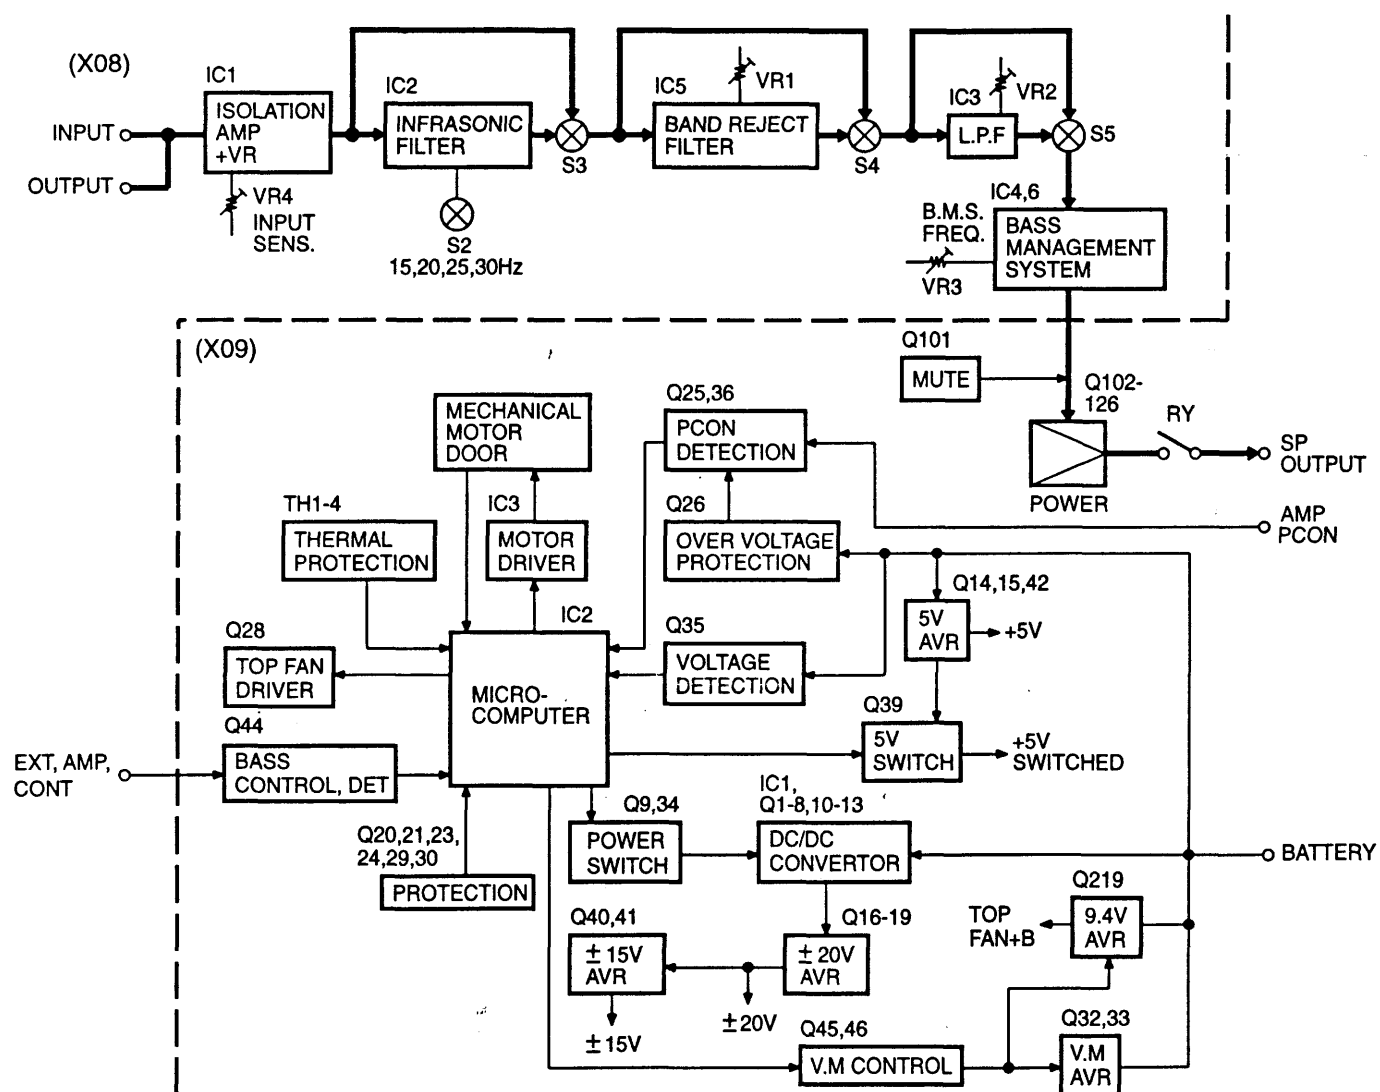 (X08)
INPUT
OUTPUT
IC1
ISOLATION
AMP
+VR
VR4
INPUT
SENS.
IC2
INFRASONIC
FILTER
S2
15,20,25,30Hz
S3
IC5
BAND REJECT
FILTER
VR1
S4
IC3
L.P.F
VR2
S5
IC4,6
BASS
MANAGEMENT
SYSTEM
B.M.S.
FREQ.
VR3
(X09)
Q101
MUTE
Q102-
126
POWER
RY
SP
OUTPUT
AMP
PCON
MECHANICAL
MOTOR
DOOR
Q25,36
PCON
DETECTION
TH1-4
THERMAL
PROTECTION
IC3
MOTOR
DRIVER
Q26
OVER VOLTAGE
PROTECTION
Q14,15,42
5V
AVR
+5V
Q28
TOP FAN
DRIVER
IC2
MICRO-
COMPUTER
Q35
VOLTAGE
DETECTION
Q39
5V
SWITCH
+5V
SWITCHED
EXT, AMP,
CONT
Q44
BASS
CONTROL, DET
Q20,21,23,
24,29,30
PROTECTION
Q9,34
POWER
SWITCH
IC1,
Q1-8,10-13
DC/DC
CONVERTOR
BATTERY
Q40,41
±15V
AVR
±15V
Q16-19
±20V
AVR
±20V
TOP
FAN+B
Q219
9.4V
AVR
Q45,46
V.M CONTROL
Q32,33
V.M
AVR